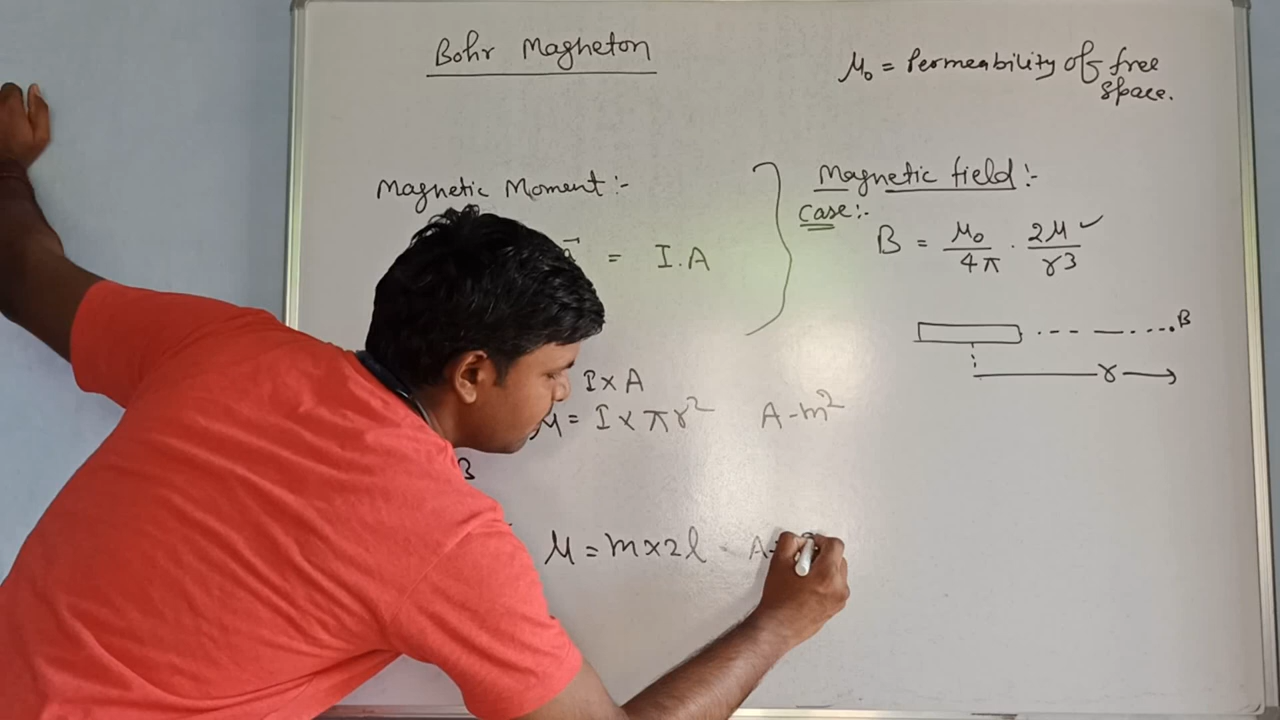 Bohr Magneton
μ₀ = Permeability of free
space.
Magnetic Moment:-
= I.A
I×A
μ = I × πr² A-m²
B
μ = m×2l A-
Magnetic field:-
Case:-
B = μ₀/4π · 2μ/r³ ✓
B
r